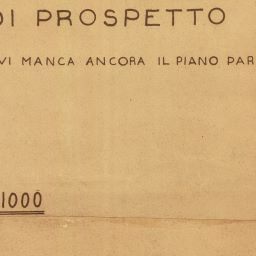 DI PROSPETTO
VI MANCA ANCORA IL PIANO PAR
1000